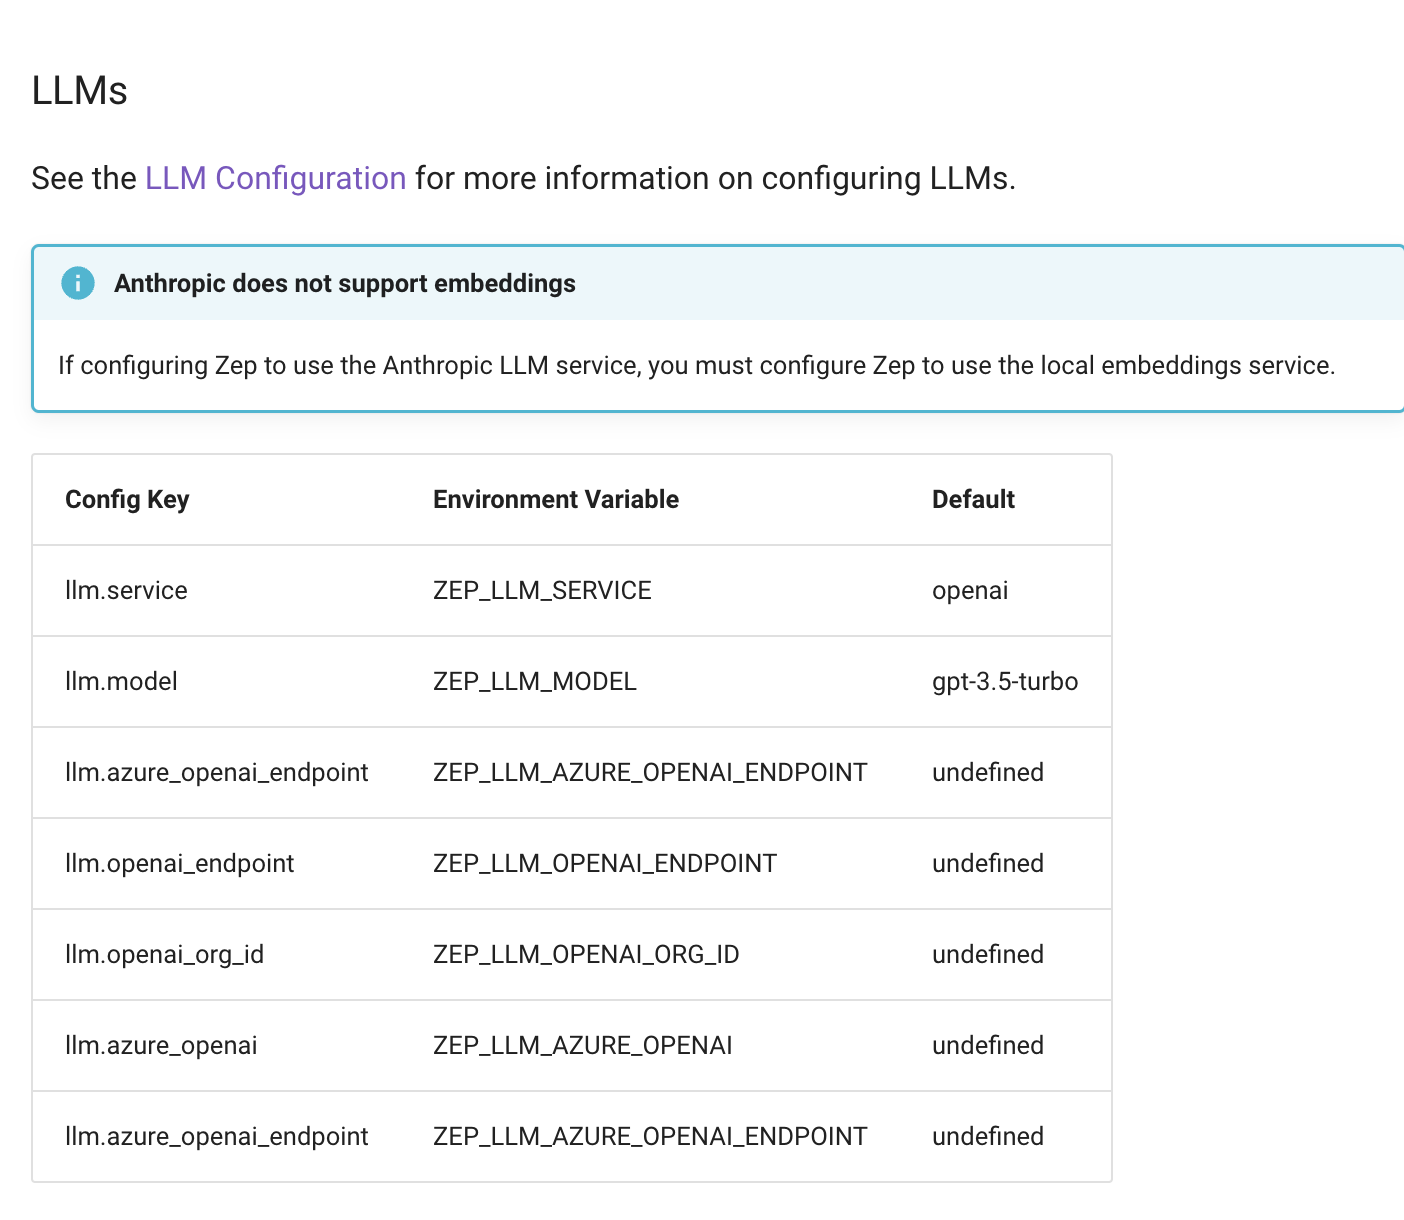 LLMs
See the LLM Configuration for more information on configuring LLMs.
Anthropic does not support embeddings
If configuring Zep to use the Anthropic LLM service, you must configure Zep to use the local embeddings service.
Config Key Environment Variable Default
llm.service ZEP_LLM_SERVICE openai
llm.model ZEP_LLM_MODEL gpt-3.5-turbo
llm.azure_openai_endpoint ZEP_LLM_AZURE_OPENAI_ENDPOINT undefined
llm.openai_endpoint ZEP_LLM_OPENAI_ENDPOINT undefined
llm.openai_org_id ZEP_LLM_OPENAI_ORG_ID undefined
llm.azure_openai ZEP_LLM_AZURE_OPENAI undefined
llm.azure_openai_endpoint ZEP_LLM_AZURE_OPENAI_ENDPOINT undefined